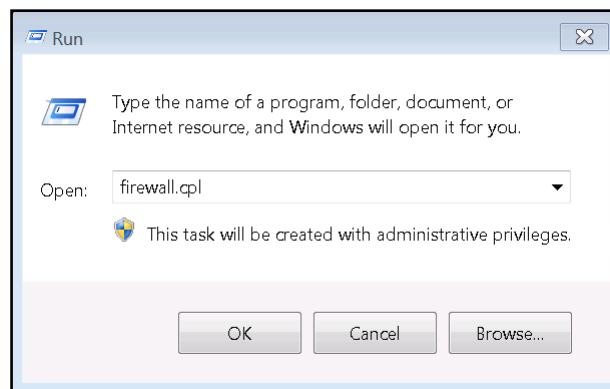 Run
Type the name of a program, folder, document, or
Internet resource, and Windows will open it for you.
Open: firewall.cpl
This task will be created with administrative privileges.
OK Cancel Browse...